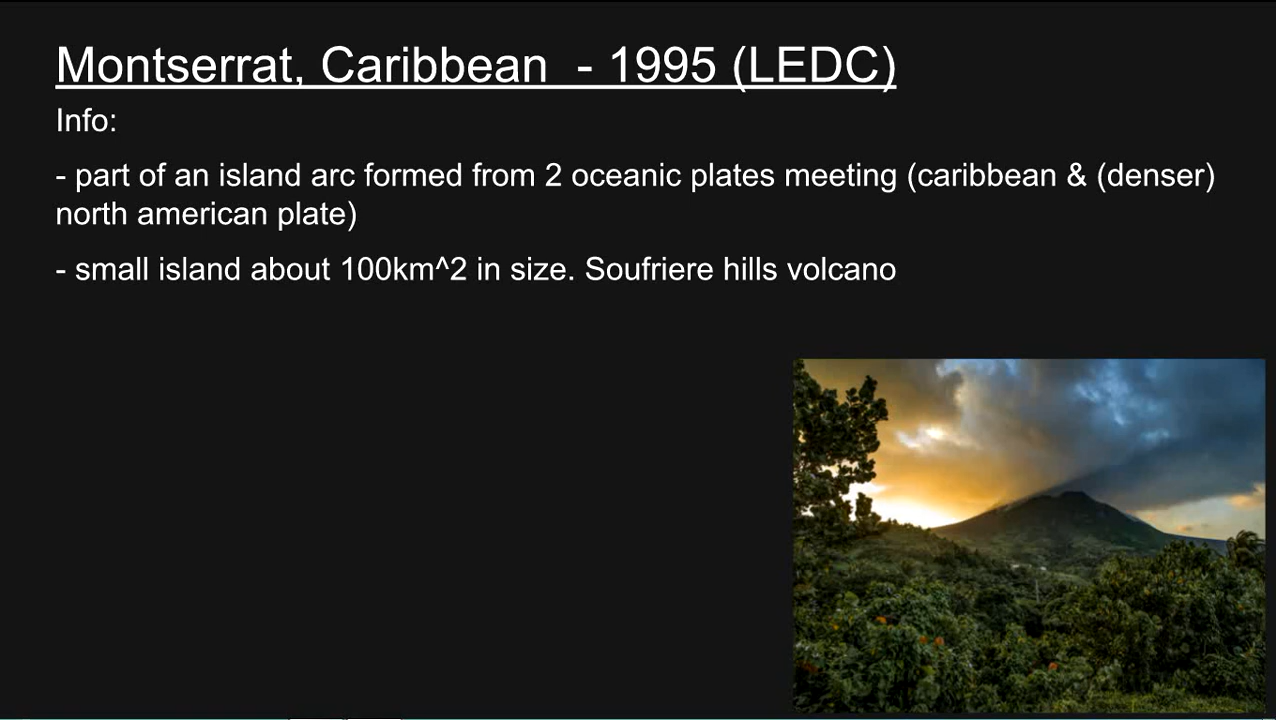 Montserrat, Caribbean - 1995 (LEDC)
Info:
- part of an island arc formed from 2 oceanic plates meeting (caribbean & (denser)
north american plate)
- small island about 100km^2 in size. Soufriere hills volcano